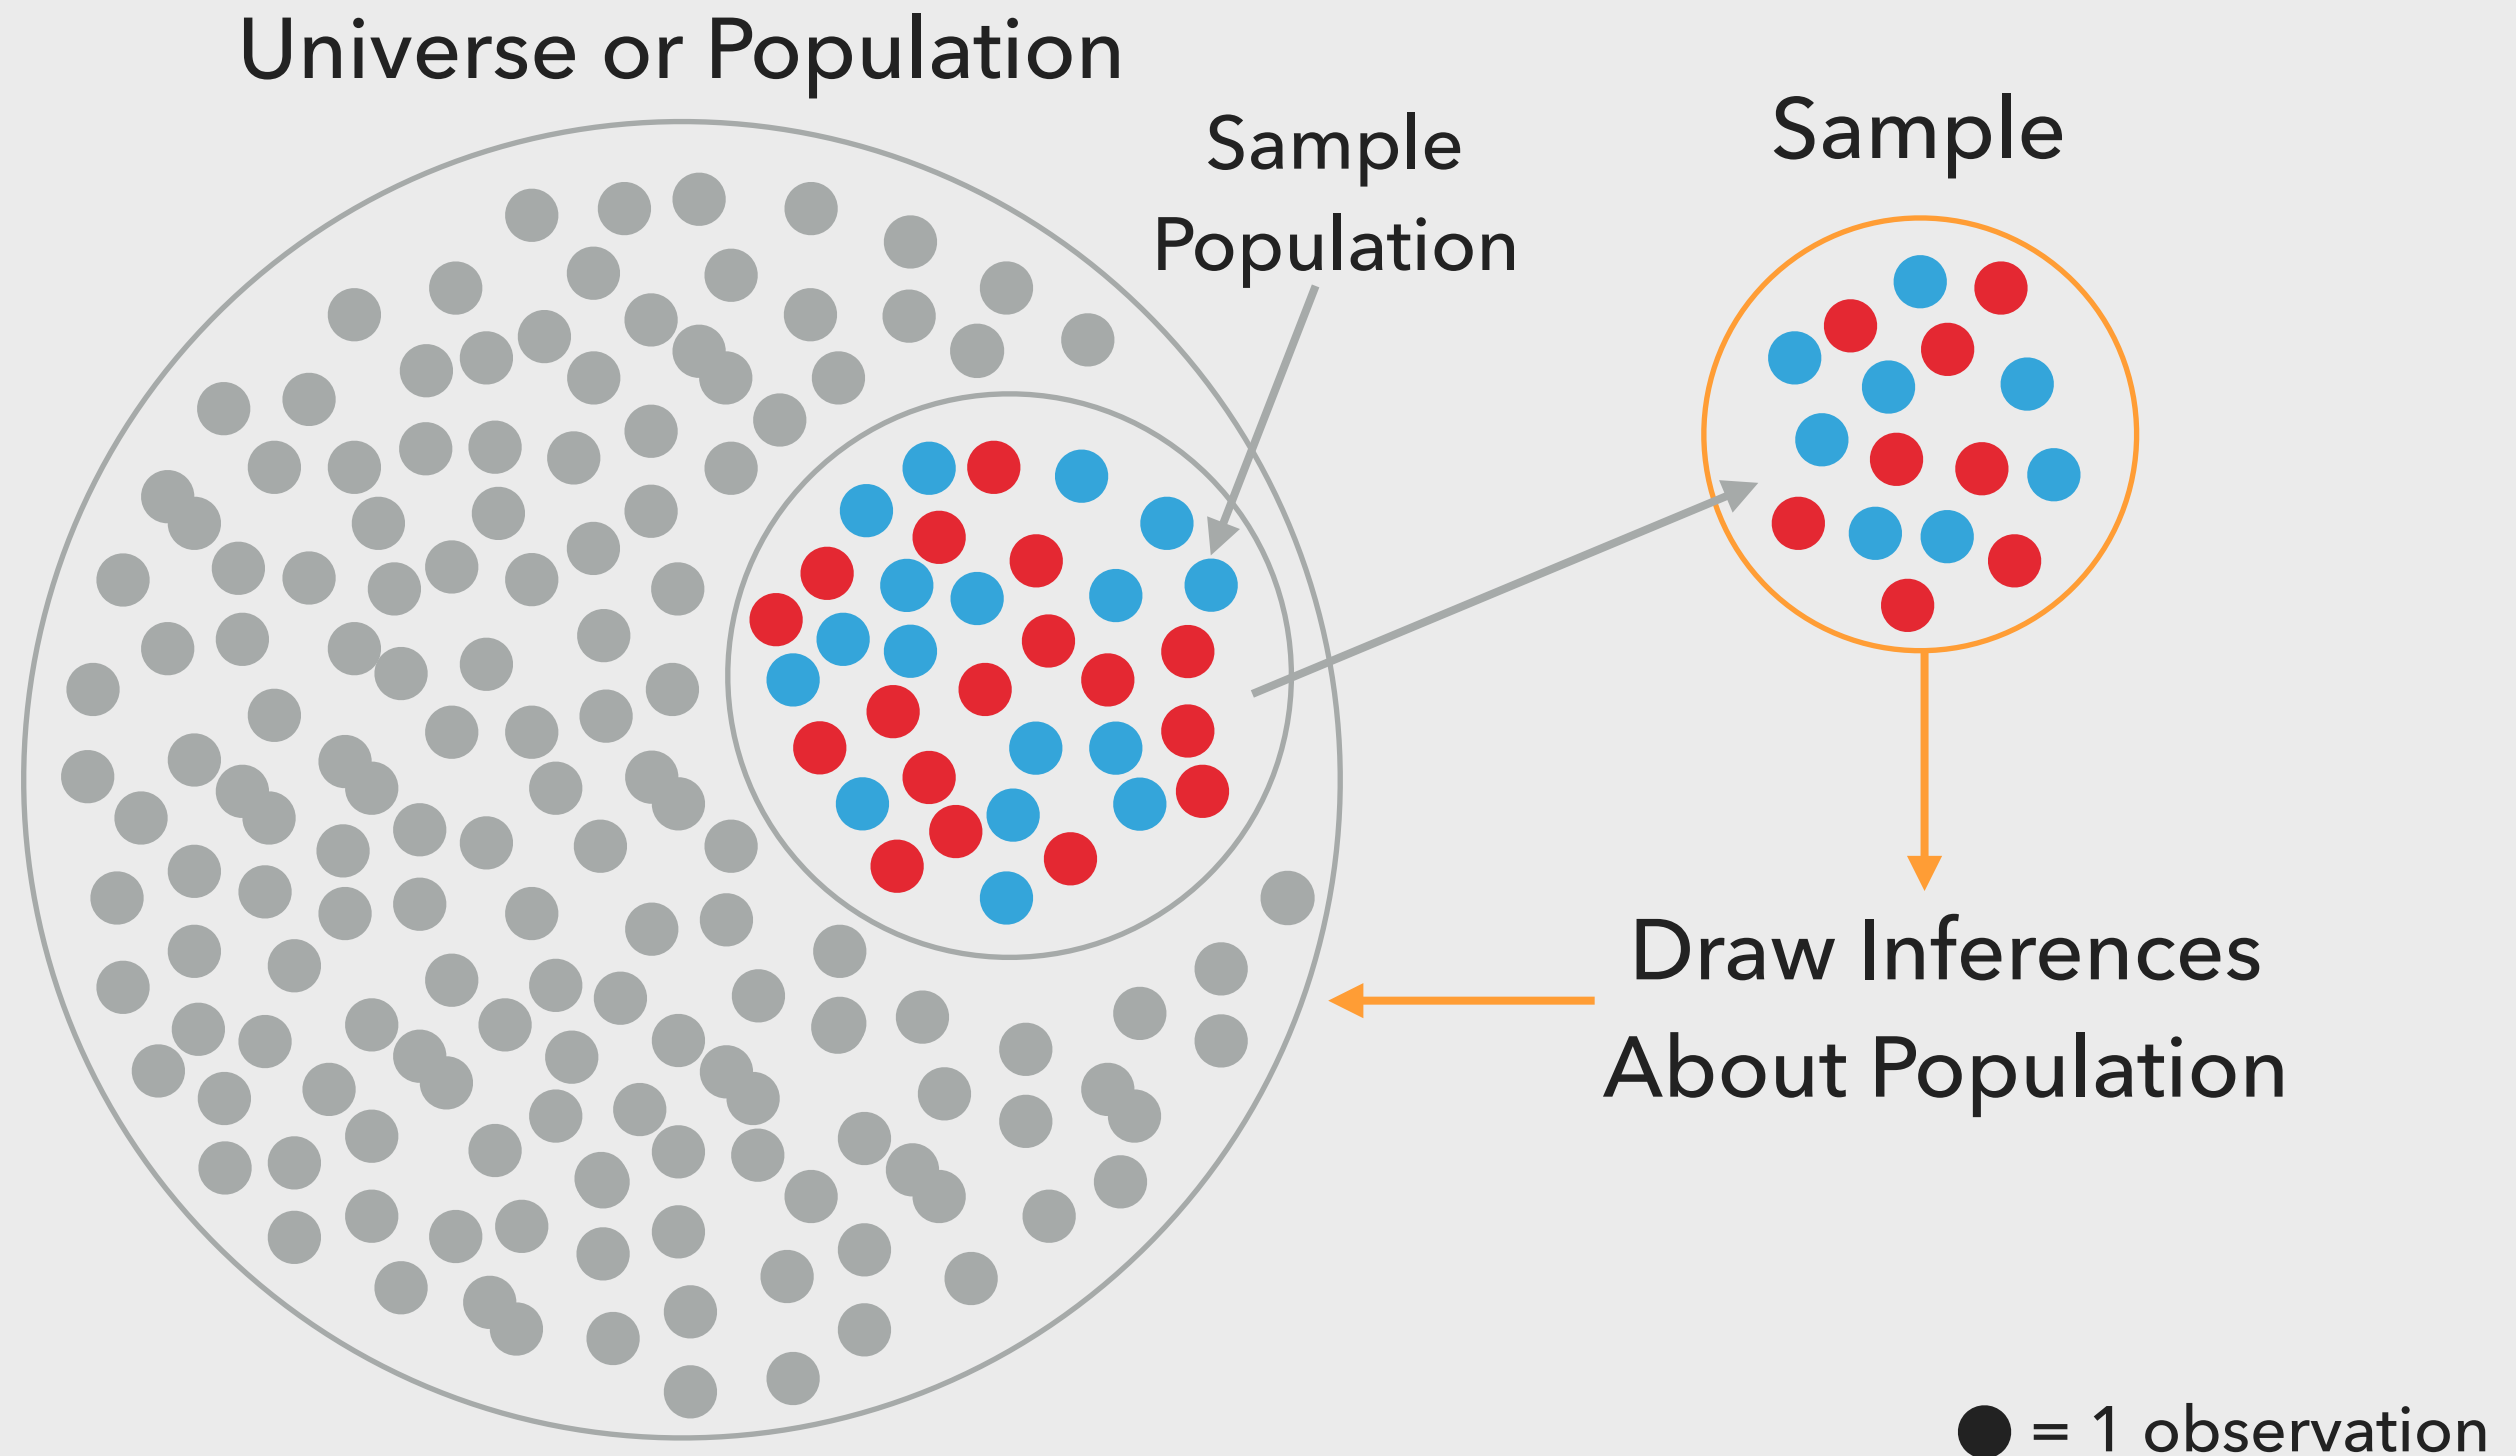 Universe or Population
Sample
Population
Sample
Draw Inferences
About Population
= 1 observation